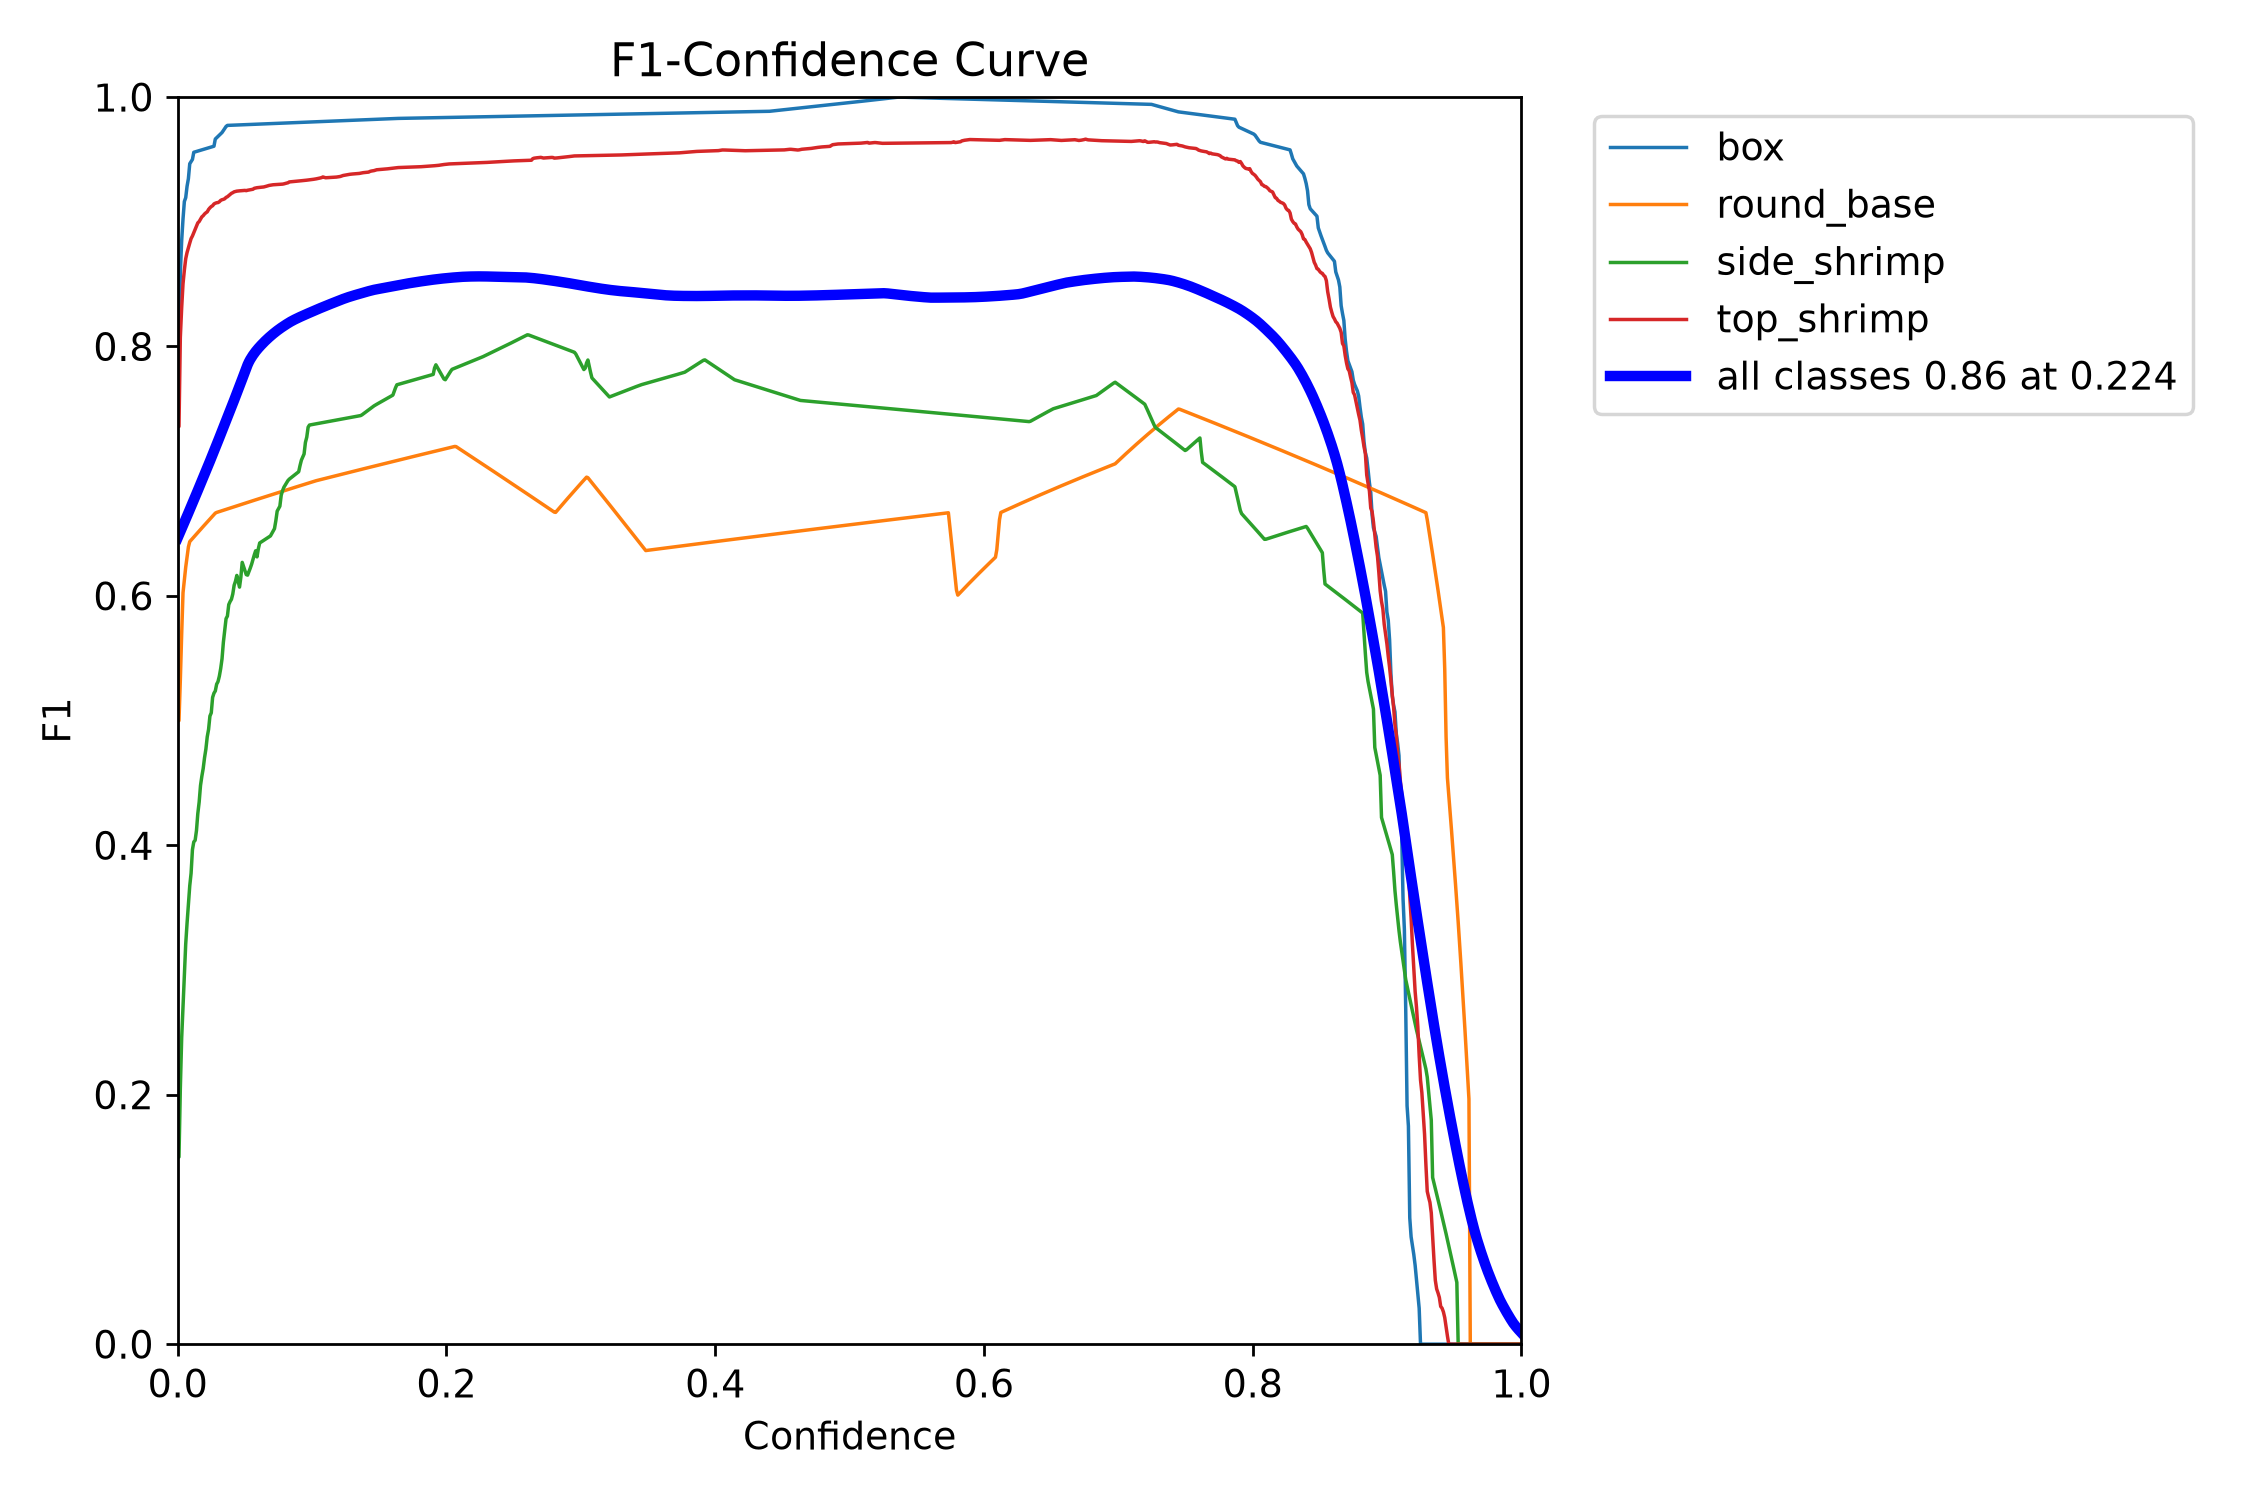 F1-Confidence Curve
1.0
0.8
0.6
0.4
0.2
0.0
F1
0.0 0.2 0.4 0.6 0.8 1.0
Confidence
box
round_base
side_shrimp
top_shrimp
all classes 0.86 at 0.224